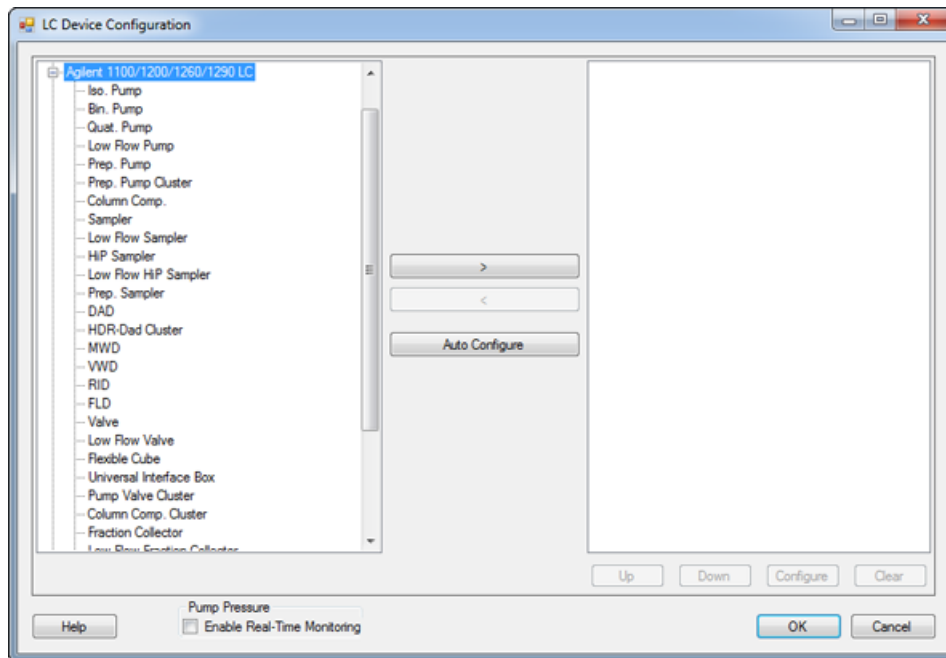 LC Device Configuration
Agilent 1100/1200/1260/1290 LC
Iso. Pump
Bin. Pump
Quat. Pump
Low Flow Pump
Prep. Pump
Prep. Pump Cluster
Column Comp.
Sampler
Low Flow Sampler
HiP Sampler
Low Flow HiP Sampler
Prep. Sampler
DAD
HDR-Dad Cluster
MWD
VWD
RID
FLD
Valve
Low Flow Valve
Flexible Cube
Universal Interface Box
Pump Valve Cluster
Column Comp. Cluster
Fraction Collector
Low Flow Fraction Collector
>
<
Auto Configure
Up Down Configure Clear
Pump Pressure
Help Enable Real-Time Monitoring OK Cancel